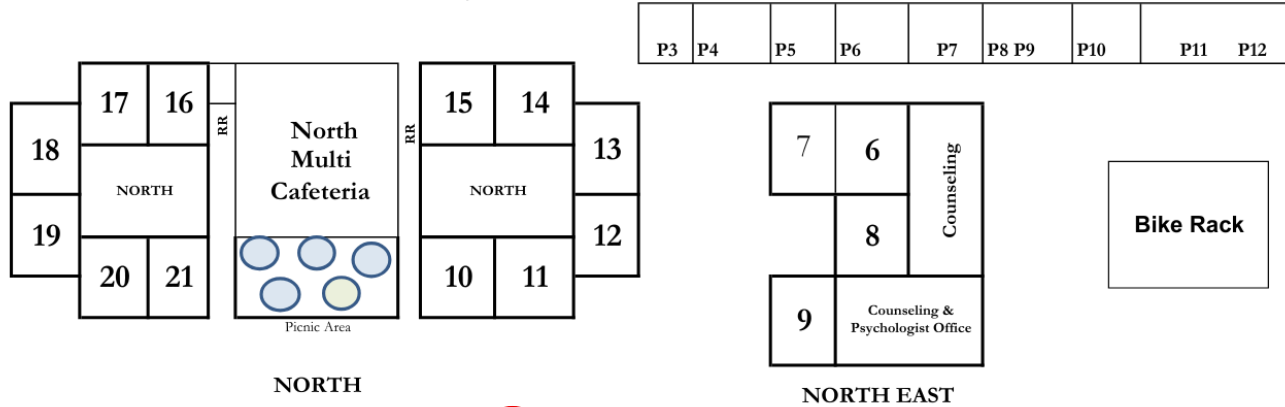 P3 P4 P5 P6 P7 P8 P9 P10 P11 P12
17 16
RR
North
Multi
Cafeteria
RR
15 14
18
NORTH
19
20 21
Picnic Area
NORTH
13
NORTH
12
10 11
7 6
Counseling
8
9
Counseling &
Psychologist Office
NORTH EAST
Bike Rack